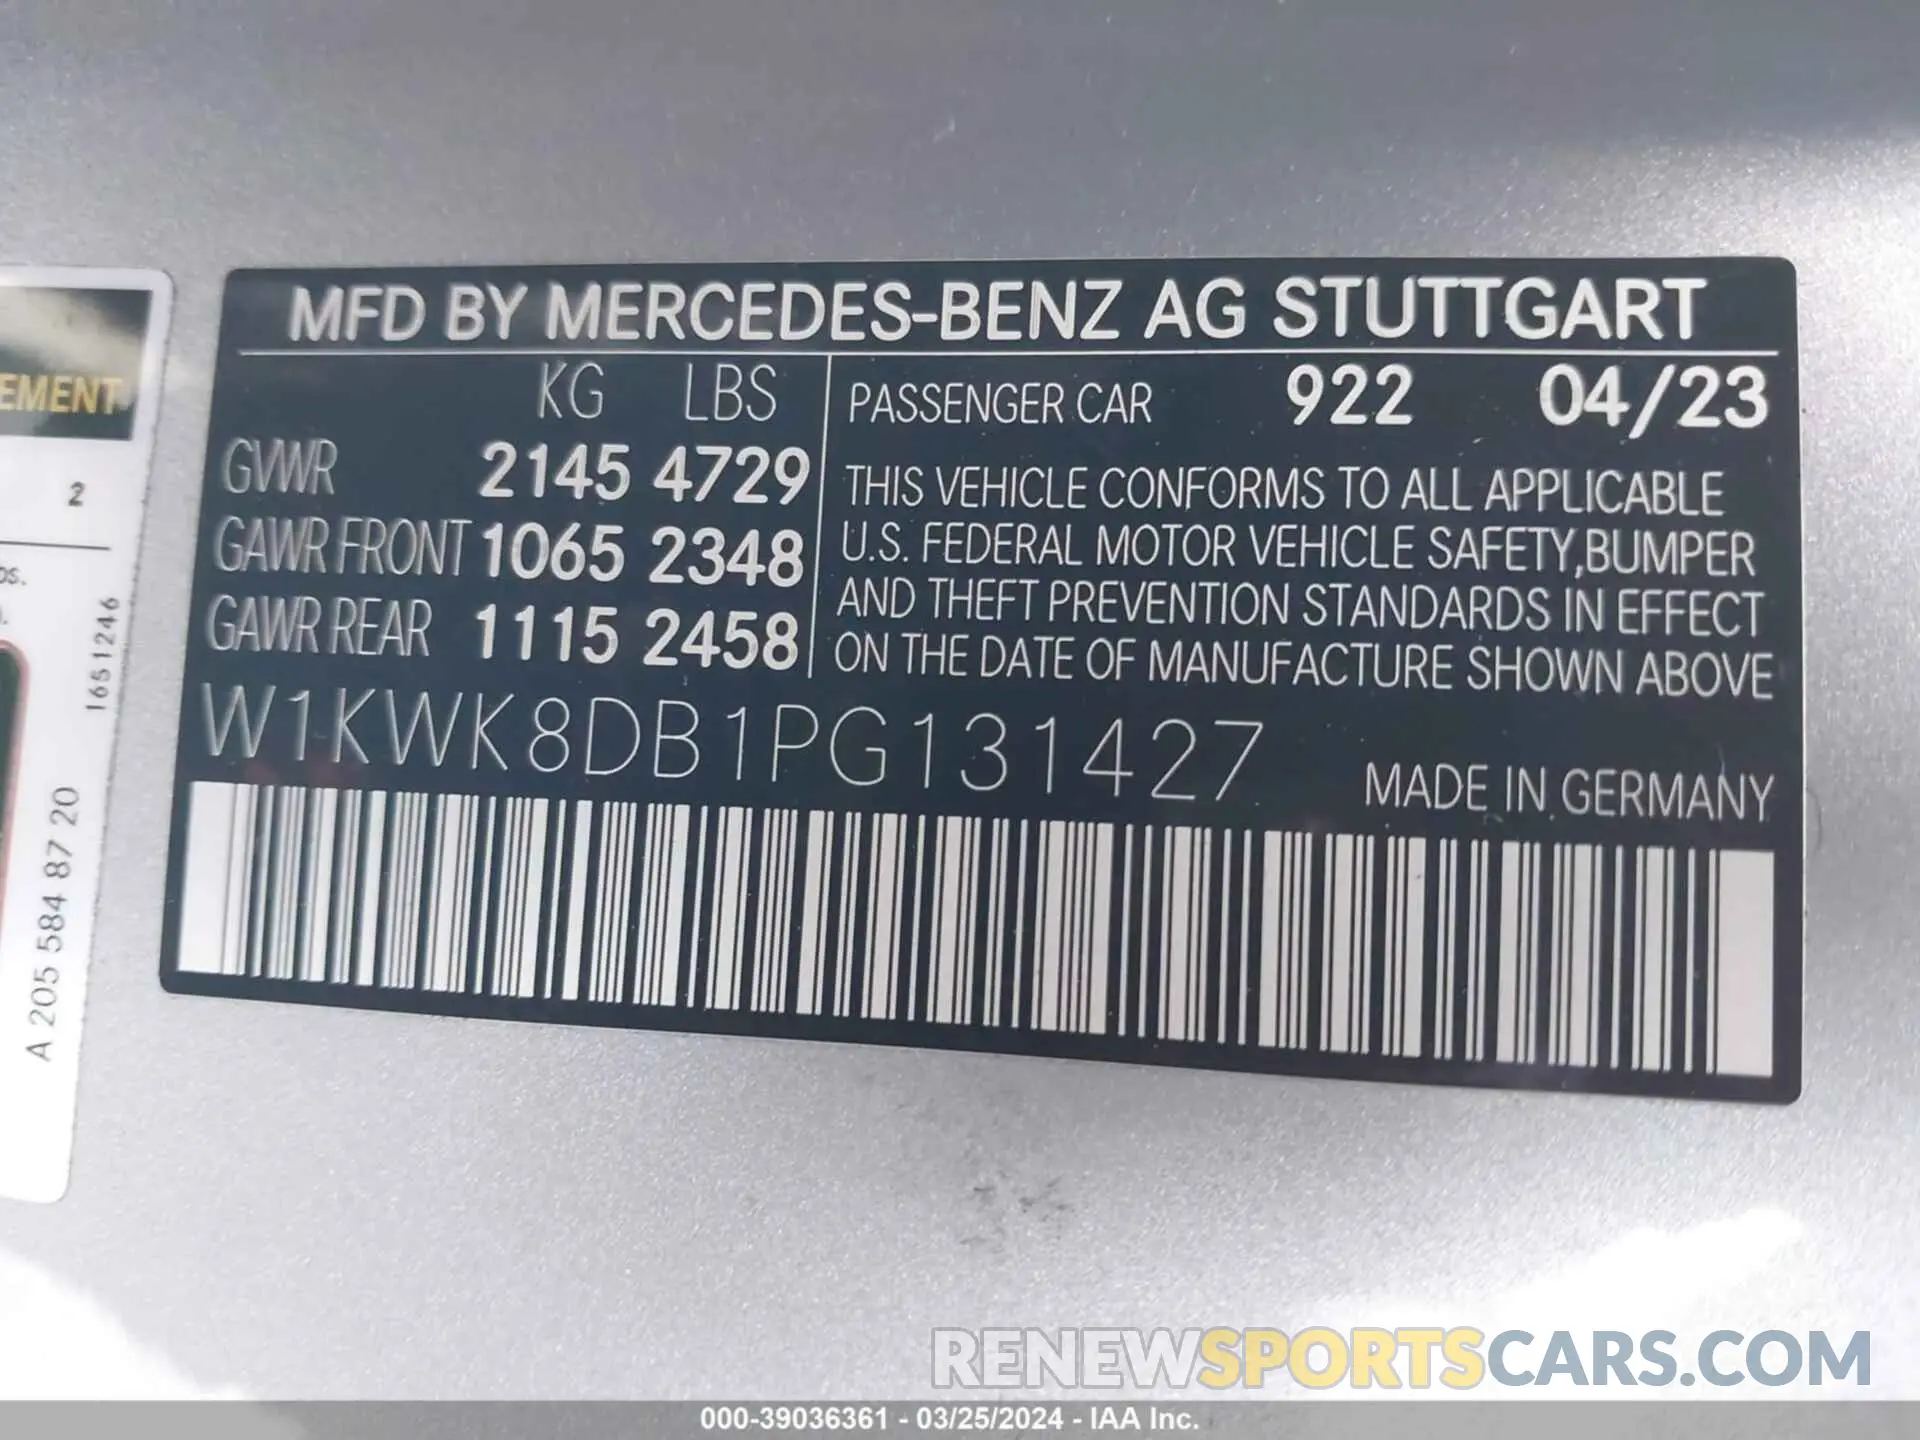 MFD BY MERCEDES-BENZ AG STUTTGART
KG LBS
GVWR 2145 4729
GAWR FRONT 1065 2348
GAWR REAR 1115 2458
PASSENGER CAR 922 04/23
THIS VEHICLE CONFORMS TO ALL APPLICABLE
U.S. FEDERAL MOTOR VEHICLE SAFETY,BUMPER
AND THEFT PREVENTION STANDARDS IN EFFECT
ON THE DATE OF MANUFACTURE SHOWN ABOVE
W1KWK8DB1PG131427
MADE IN GERMANY
EMENT
2
A 205 584 87 20
1651246
RENEWSPORTSCARS.COM
000-39036361 - 03/25/2024 - IAA Inc.